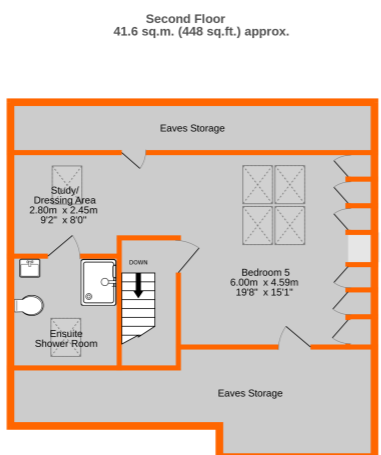 Second Floor
41.6 sq.m. (448 sq.ft.) approx.
Eaves Storage
Study/
Dressing Area
2.80m x 2.45m
9'2" x 8'0"
DOWN
Bedroom 5
6.00m x 4.59m
19'8" x 15'1"
Ensuite
Shower Room
Eaves Storage